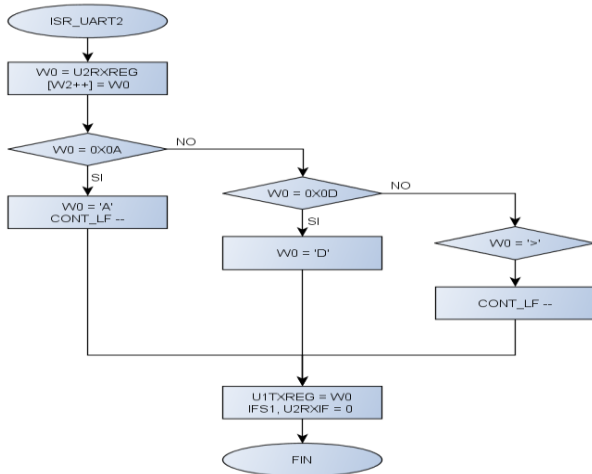 ISR_UART2
W0 = U2RXREG
[W2++] = W0
W0 = 0X0A
NO
SI
W0 = 'A'
CONT_LF --
W0 = 0X0D
NO
SI
W0 = 'D'
W0 = '>'
CONT_LF --
U1TXREG = W0
IFS1, U2RXIF = 0
FIN